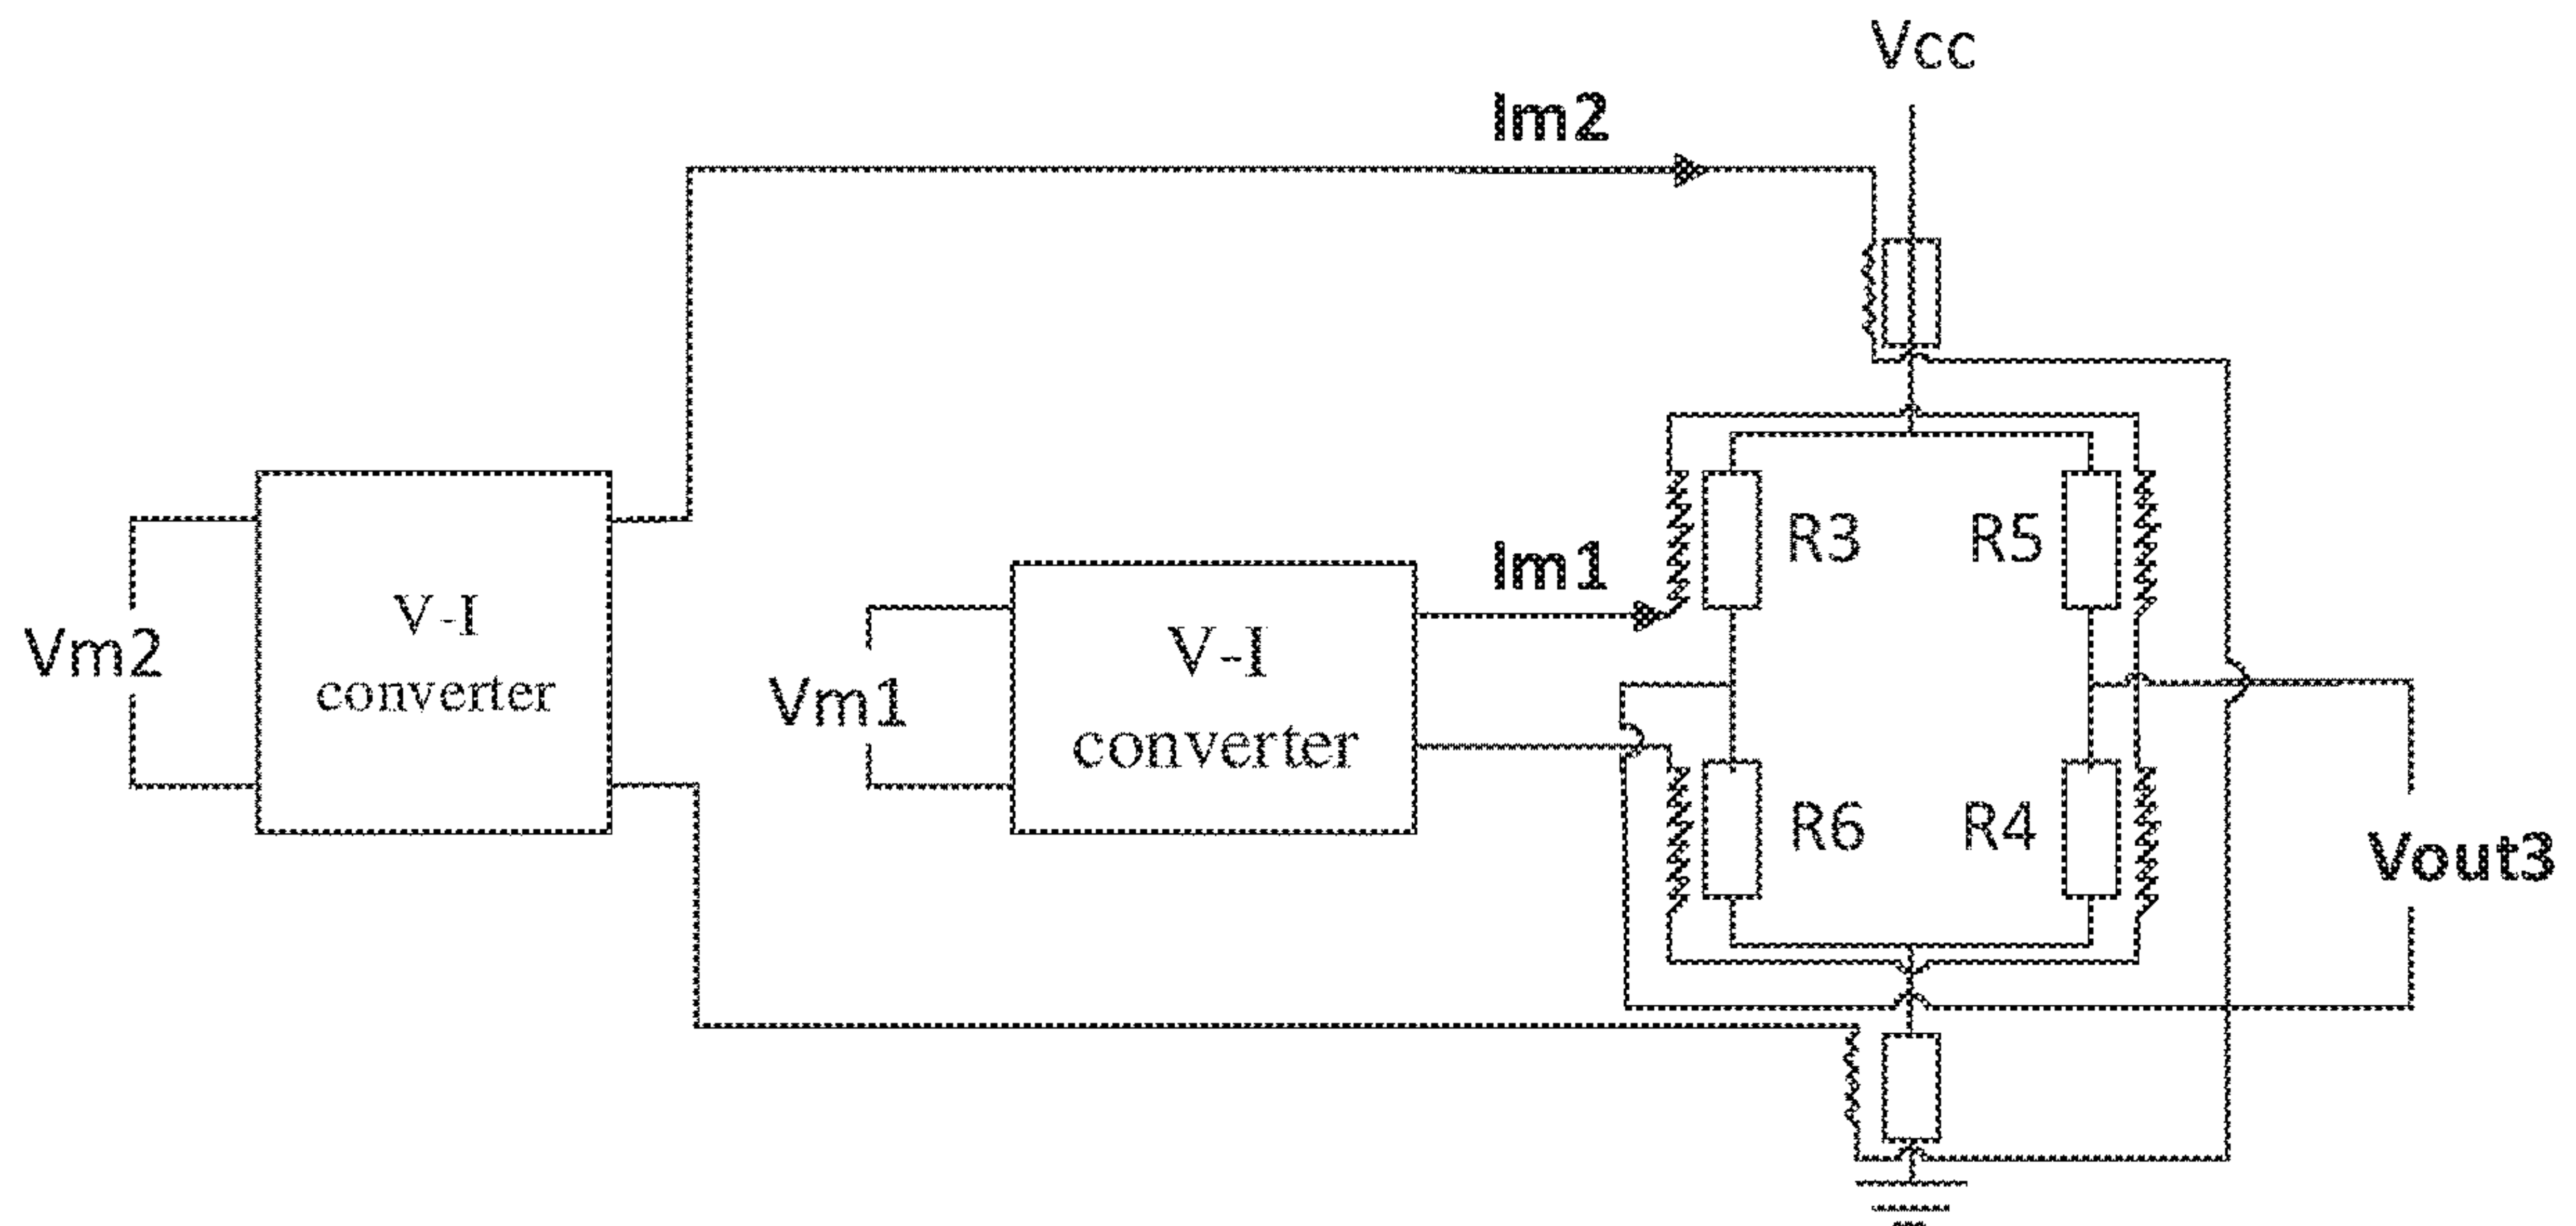 Vcc
Im2
Im1
R3
R5
V-I
converter
Vm2
V-I
converter
Vm1
R6
R4
Vout3